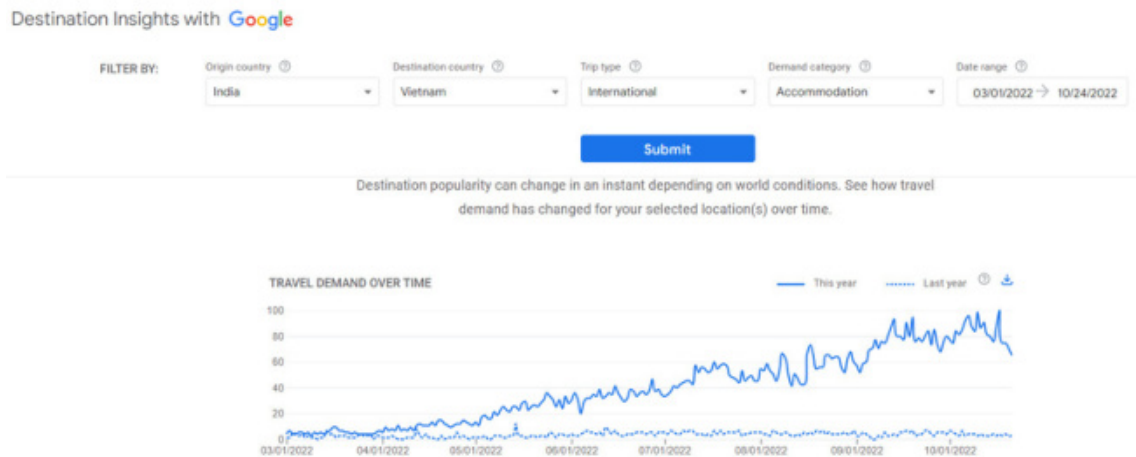 Destination Insights with Google
FILTER BY:
Origin country
India
Destination country
Vietnam
Trip type
International
Demand category
Accommodation
Date range
03/01/2022 → 10/24/2022
Submit
Destination popularity can change in an instant depending on world conditions. See how travel
demand has changed for your selected location(s) over time.
TRAVEL DEMAND OVER TIME
This year
Last year
100
80
60
40
20
0
03/01/2022 04/01/2022 05/01/2022 06/01/2022 07/01/2022 08/01/2022 09/01/2022 10/01/2022